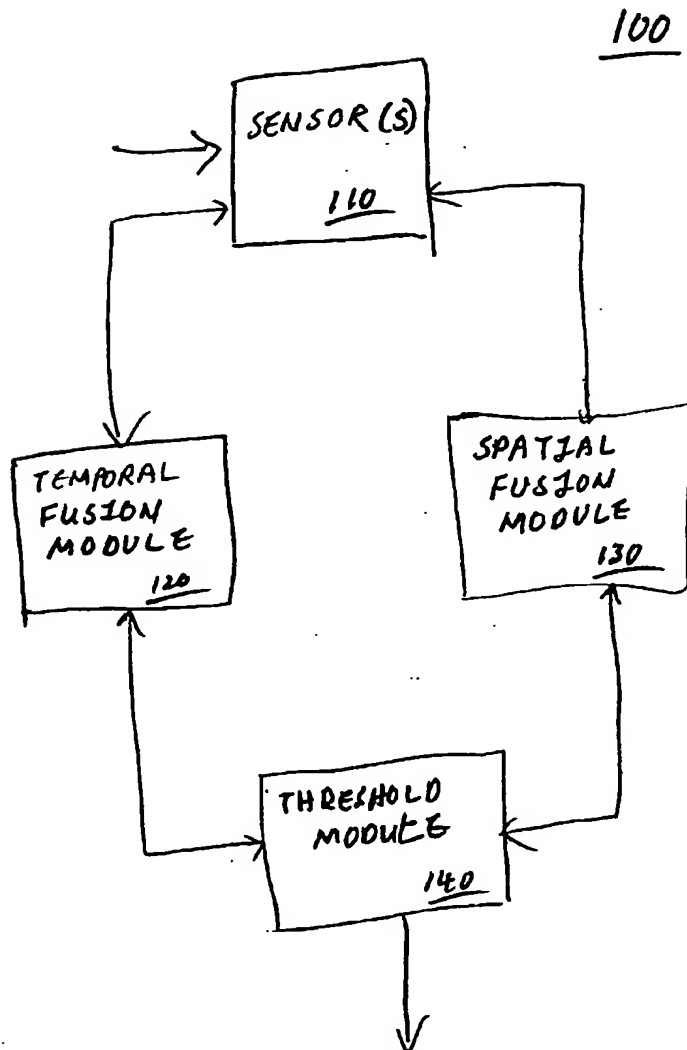 100
SENSOR(S)
110
TEMPORAL
FUSION
MODULE
120
SPATIAL
FUSION
MODULE
130
THRESHOLD
MODULE
140